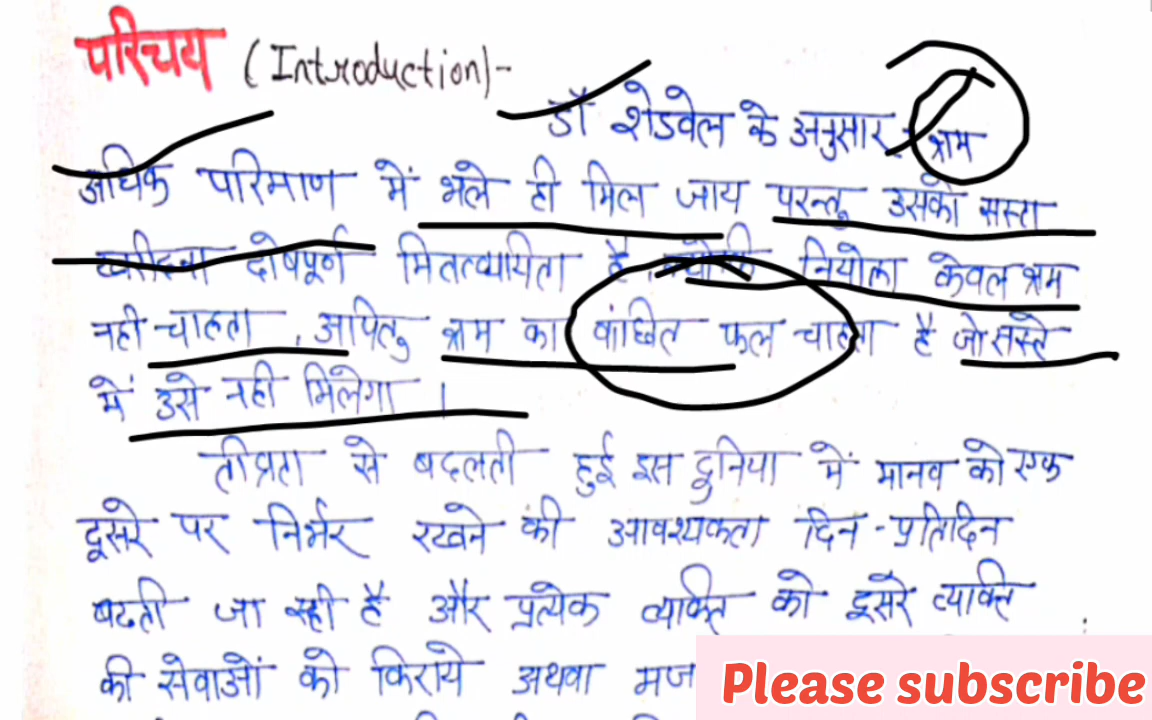 परिचय (Introduction)-
डॉ शेडवेल के अनुसार, श्रम
अधिक परिमाण में भले ही मिल जाय परन्तु उसको सस्ता
खरीदना दोषपूर्ण मितव्ययिता है, क्योंकी नियोक्ता केवल श्रम
नही चाहता, अपितु श्रम का वांछित फल चाहता है जो सस्ते
में उसे नही मिलेगा ।
तीव्रता से बदलती हुई इस दुनिया में मानव को एक
दूसरे पर निर्भर रखने की आवश्यकता दिन-प्रतिदिन
बढती जा रही है और प्रत्येक व्यक्ति को दूसरे व्यक्ति
की सेवाओं को किराये अथवा मज
Please subscribe